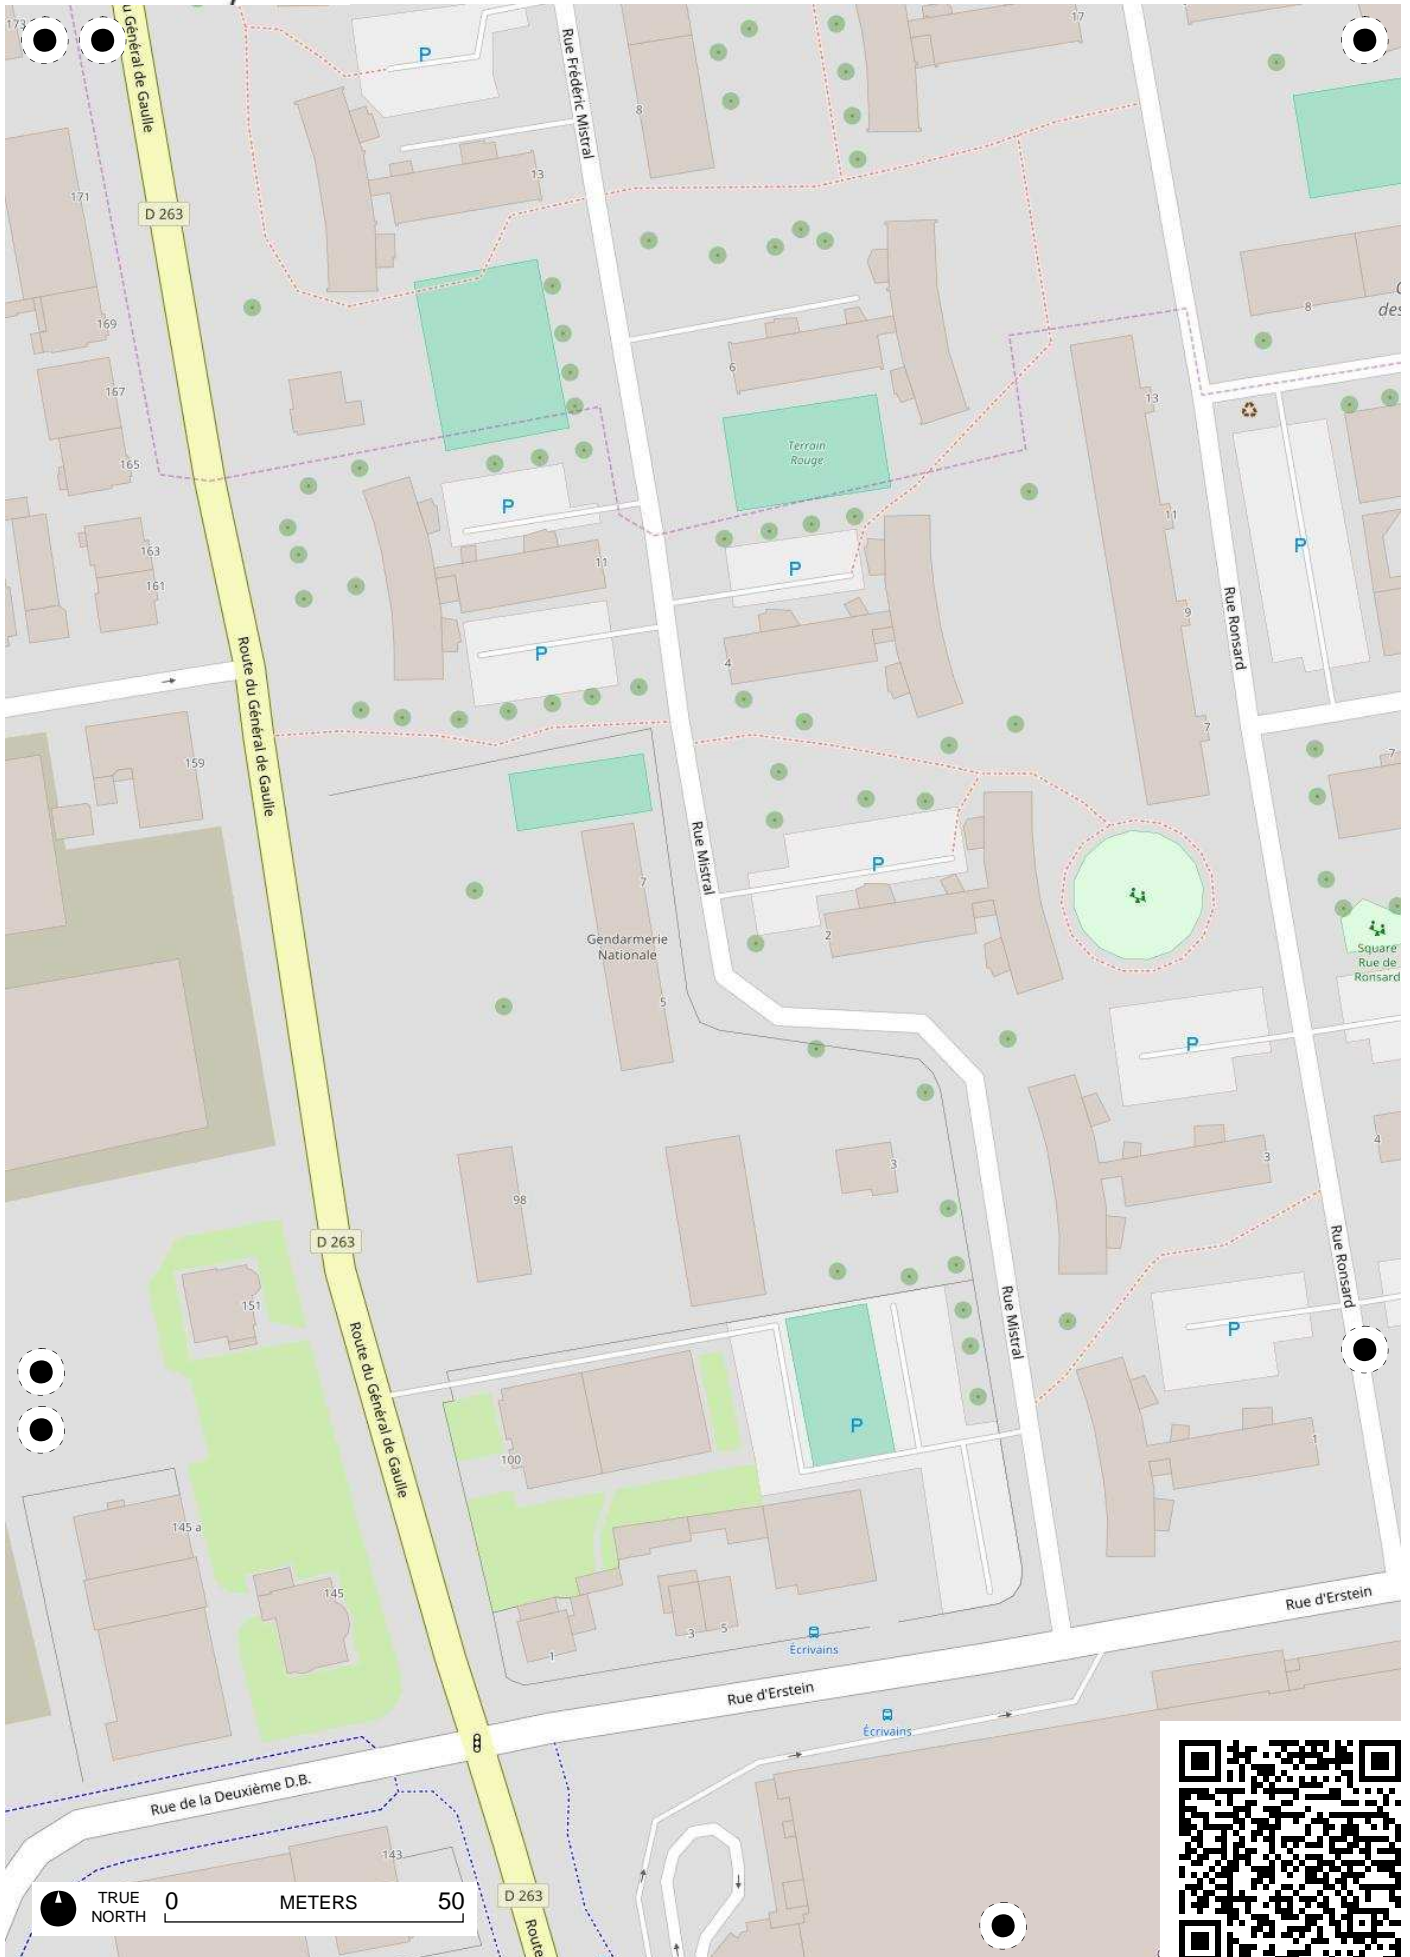 173
u Général de Gaulle
P
Rue Frédéric Mistral
17
8
171
13
D 263
169
8
des
6
167
13
Terrain
Rouge
165
P
11
163
11
P
P
161
9
Rue Ronsard
P
4
Route du Général de Gaulle
7
159
7
Rue Mistral
P
7
2
Gendarmerie
Nationale
Square
Rue de
Ronsard
5
P
4
3
3
98
D 263
Rue Ronsard
151
Rue Mistral
P
Route du Général de Gaulle
P
1
100
145 a
145
Rue d'Erstein
3
5
Écrivains
1
Rue d'Erstein
Écrivains
Rue de la Deuxième D.B.
143
TRUE
NORTH
0
METERS
50
D 263
Route